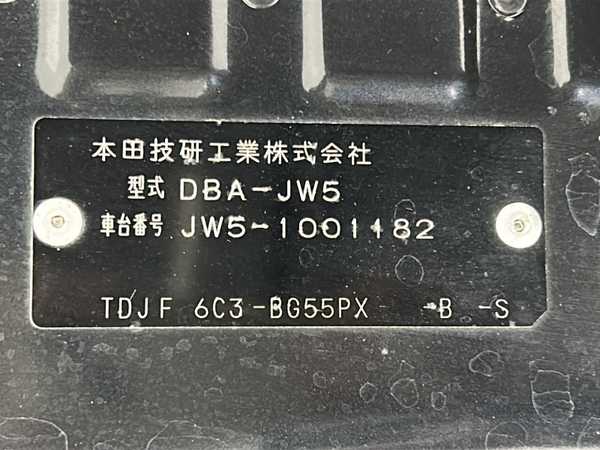 本田技研工業株式会社
型式 DBA-JW5
車台番号 JW5-1001182
TDJF 6C3-BG55PX -B -S